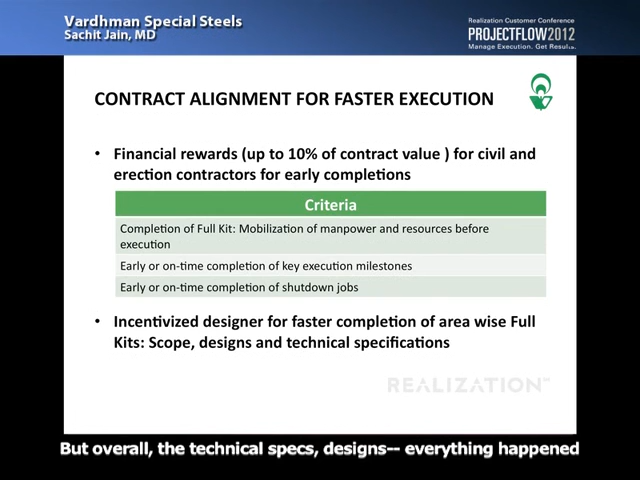 Vardhman Special Steels
Sachit Jain, MD
Realization Customer Conference
PROJECTFLOW2012
Manage Execution. Get Results.
CONTRACT ALIGNMENT FOR FASTER EXECUTION
• Financial rewards (up to 10% of contract value ) for civil and
erection contractors for early completions
Criteria
Completion of Full Kit: Mobilization of manpower and resources before
execution
Early or on-time completion of key execution milestones
Early or on-time completion of shutdown jobs
• Incentivized designer for faster completion of area wise Full
Kits: Scope, designs and technical specifications
REALIZATION™
But overall, the technical specs, designs-- everything happened